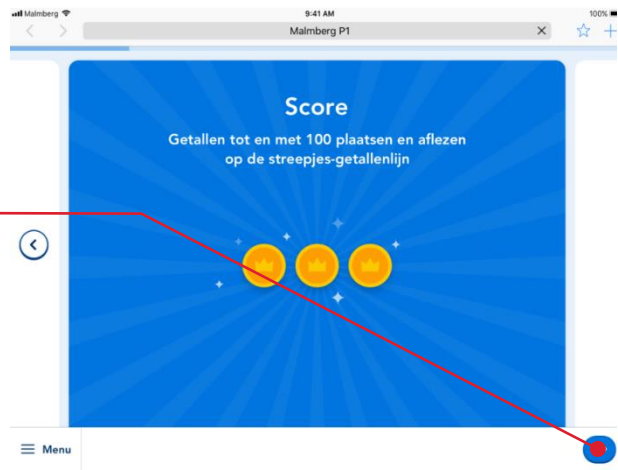 Malmberg
9:41 AM
100%
Malmberg P1
Score
Getallen tot en met 100 plaatsen en aflezen
op de streepjes-getallenlijn
Menu